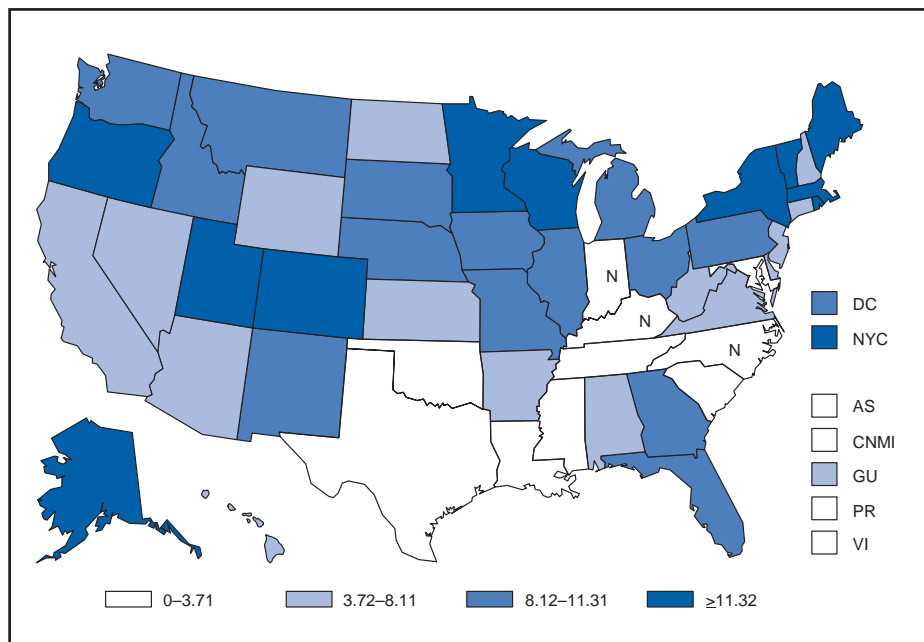 N
N
N
DC
NYC
AS
CNMI
GU
PR
VI
0–3.71
3.72–8.11
8.12–11.31
≥11.32